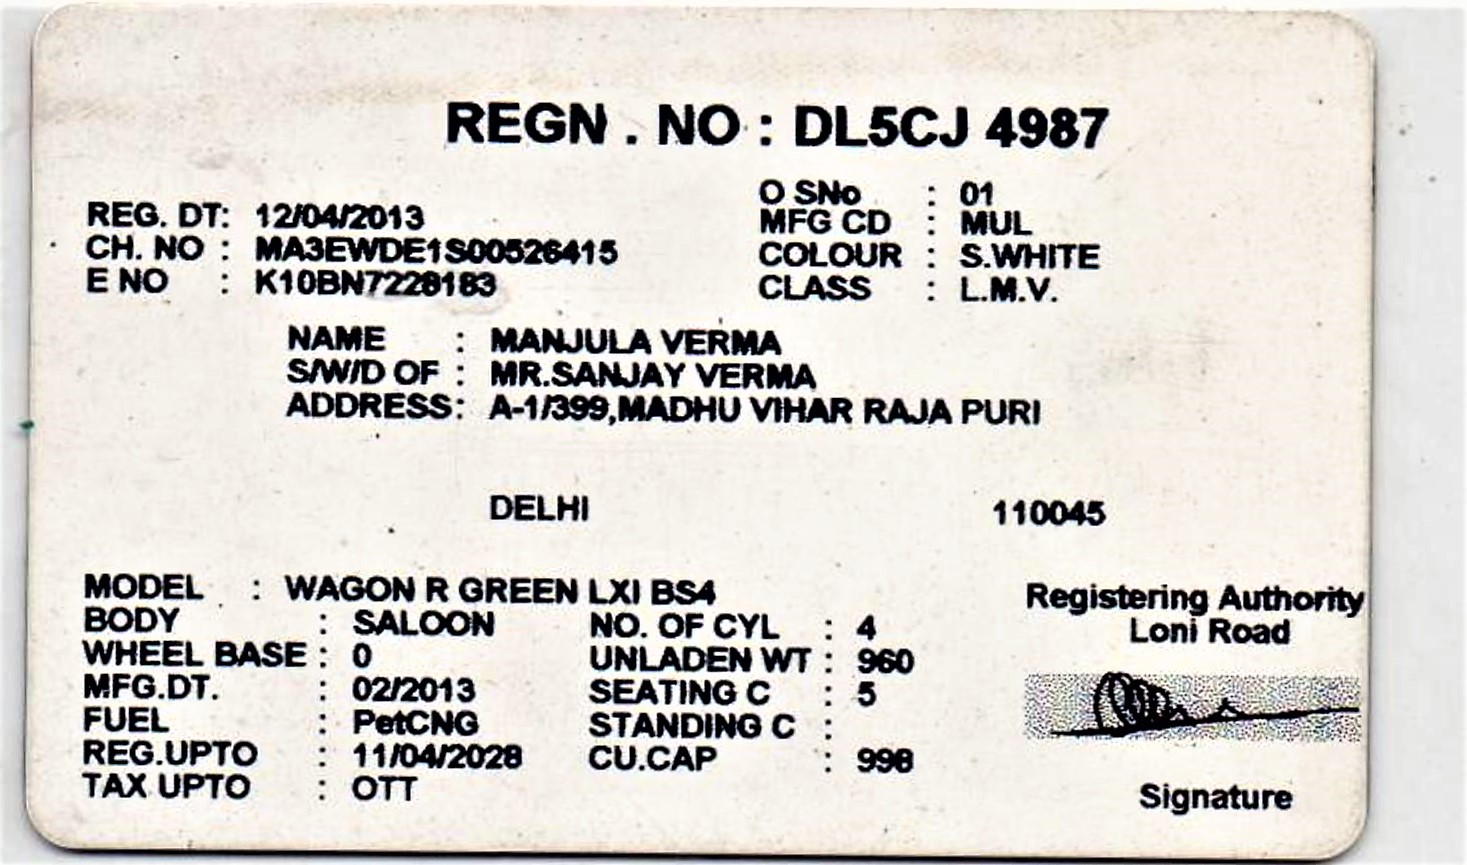 REGN . NO : DL5CJ 4987
REG. DT: 12/04/2013
CH. NO : MA3EWDE1S00526415
E NO : K10BN7228183
O SNo : 01
MFG CD : MUL
COLOUR : S.WHITE
CLASS : L.M.V.
NAME : MANJULA VERMA
S/W/D OF : MR.SANJAY VERMA
ADDRESS: A-1/399,MADHU VIHAR RAJA PURI
DELHI 110045
MODEL : WAGON R GREEN LXI BS4
BODY : SALOON
WHEEL BASE : 0
MFG.DT. : 02/2013
FUEL : PetCNG
REG.UPTO : 11/04/2028
TAX UPTO : OTT
NO. OF CYL : 4
UNLADEN WT : 960
SEATING C : 5
STANDING C :
CU.CAP : 998
Registering Authority
Loni Road
Signature